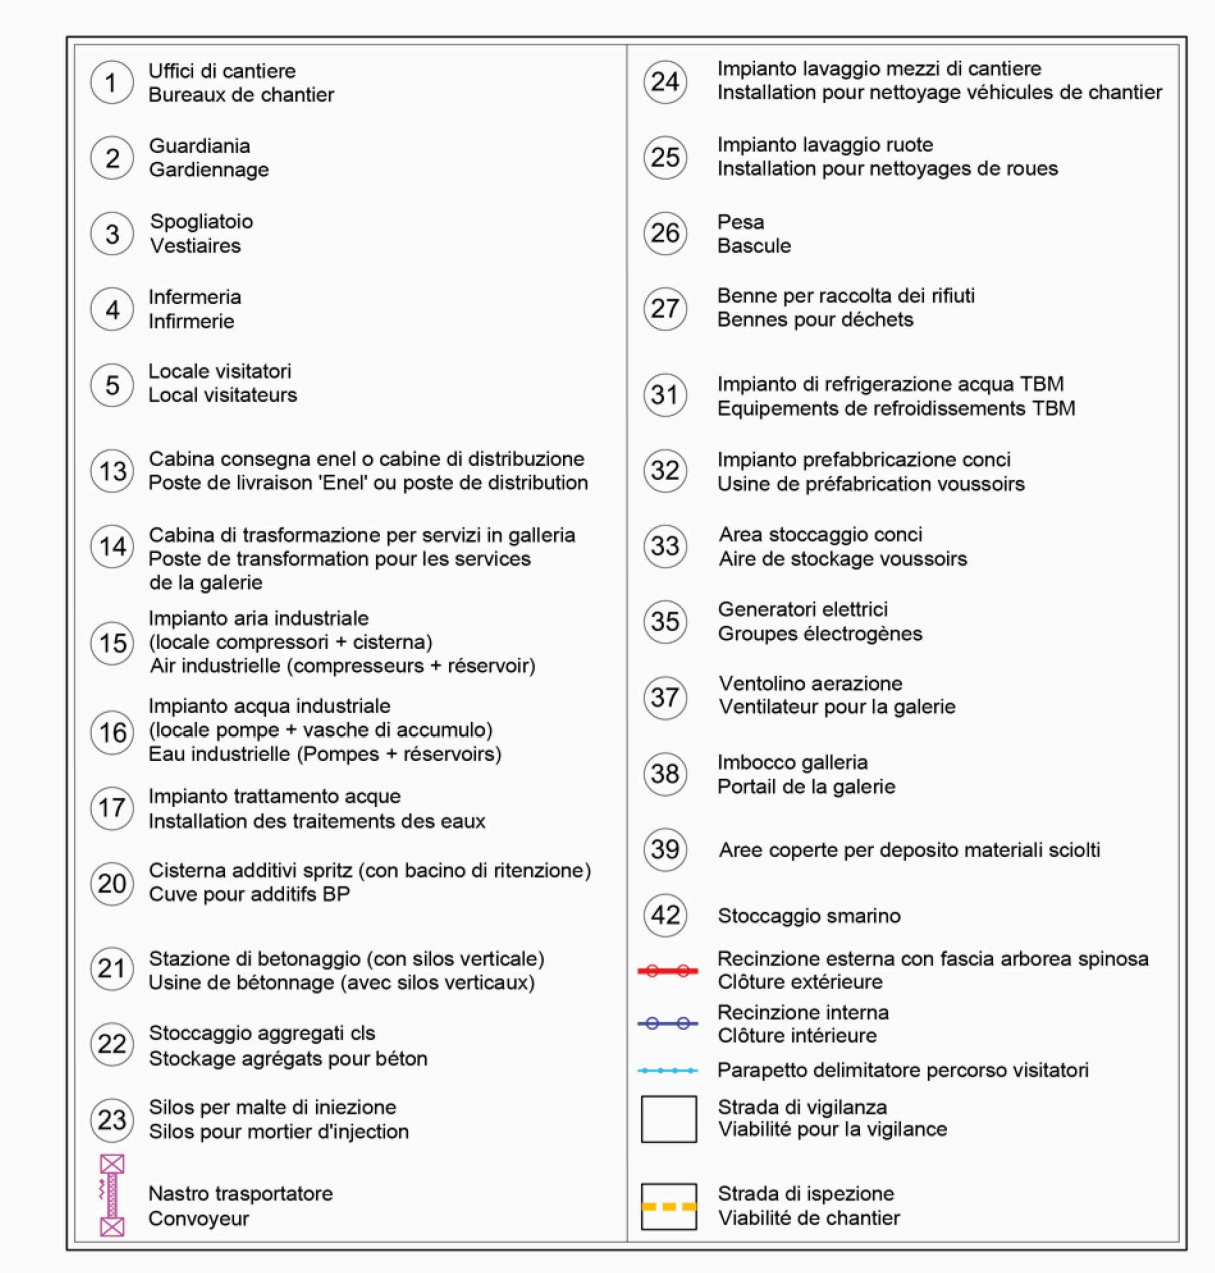 1
Uffici di cantiere
Bureaux de chantier
2
Guardiania
Gardiennage
3
Spogliatoio
Vestiaires
4
Infermeria
Infirmerie
5
Locale visitatori
Local visitateurs
13
Cabina consegna enel o cabine di distribuzione
Poste de livraison 'Enel' ou poste de distribution
14
Cabina di trasformazione per servizi in galleria
Poste de transformation pour les services
de la galerie
15
Impianto aria industriale
(locale compressori + cisterna)
Air industrielle (compresseurs + réservoir)
16
Impianto acqua industriale
(locale pompe + vasche di accumulo)
Eau industrielle (Pompes + réservoirs)
17
Impianto trattamento acque
Installation des traitements des eaux
20
Cisterna additivi spritz (con bacino di ritenzione)
Cuve pour additifs BP
21
Stazione di betonaggio (con silos verticale)
Usine de bétonnage (avec silos verticaux)
22
Stoccaggio aggregati cls
Stockage agrégats pour béton
23
Silos per malte di iniezione
Silos pour mortier d'injection
Nastro trasportatore
Convoyeur
24
Impianto lavaggio mezzi di cantiere
Installation pour nettoyage véhicules de chantier
25
Impianto lavaggio ruote
Installation pour nettoyages de roues
26
Pesa
Bascule
27
Benne per raccolta dei rifiuti
Bennes pour déchets
31
Impianto di refrigerazione acqua TBM
Equipements de refroidissements TBM
32
Impianto prefabbricazione conci
Usine de préfabrication voussoirs
33
Area stoccaggio conci
Aire de stockage voussoirs
35
Generatori elettrici
Groupes électrogènes
37
Ventolino aerazione
Ventilateur pour la galerie
38
Imbocco galleria
Portail de la galerie
39
Aree coperte per deposito materiali sciolti
42
Stoccaggio smarino
Recinzione esterna con fascia arborea spinosa
Clôture extérieure
Recinzione interna
Clôture intérieure
Parapetto delimitatore percorso visitatori
Strada di vigilanza
Viabilité pour la vigilance
Strada di ispezione
Viabilité de chantier